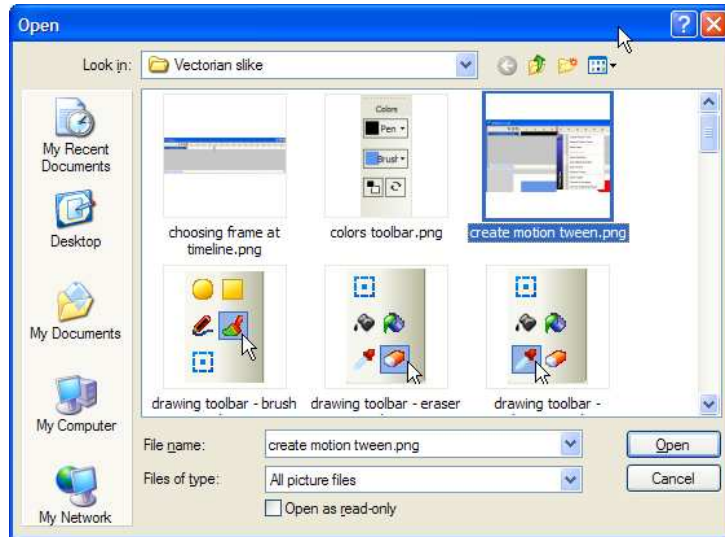 Open
Look in:
Vectorian slike
My Recent
Documents
Desktop
My Documents
My Computer
My Network
Colors
Pen
Brush
choosing frame at
timeline.png
colors toolbar.png
create motion tween.png
drawing toolbar - brush
drawing toolbar - eraser
drawing toolbar -
File name:
create motion tween.png
Open
Files of type:
All picture files
Cancel
Open as read-only